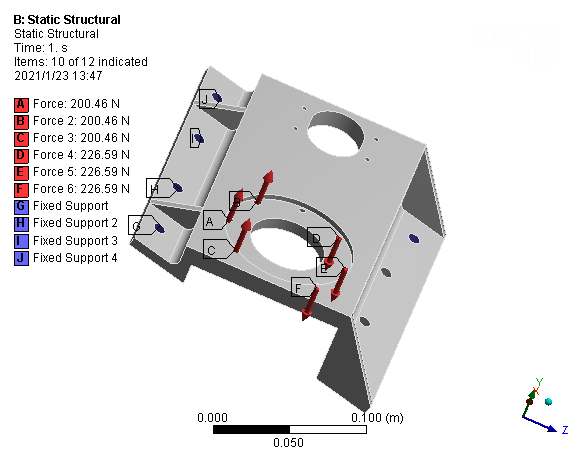 B: Static Structural
Static Structural
Time: 1. s
Items: 10 of 12 indicated
2021/1/23 13:47
A Force: 200.46 N
B Force 2: 200.46 N
C Force 3: 200.46 N
D Force 4: 226.59 N
E Force 5: 226.59 N
F Force 6: 226.59 N
G Fixed Support
H Fixed Support 2
I Fixed Support 3
J Fixed Support 4
J
I
H
G
B
A
C
D
E
F
0.000
0.100 (m)
0.050
Y
X
Z